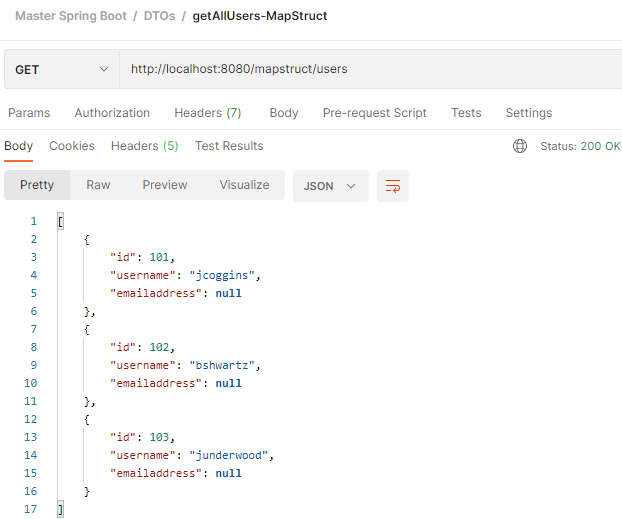 Master Spring Boot / DTOs / getAllUsers-MapStruct
GET http://localhost:8080/mapstruct/users
Params Authorization Headers (7) Body Pre-request Script Tests Settings
Body Cookies Headers (5) Test Results Status: 200 OK
Pretty Raw Preview Visualize JSON
1 [
2 {
3 "id": 101,
4 "username": "jcoggins",
5 "emailaddress": null
6 },
7 {
8 "id": 102,
9 "username": "bshwartz",
10 "emailaddress": null
11 },
12 {
13 "id": 103,
14 "username": "junderwood",
15 "emailaddress": null
16 }
17 ]